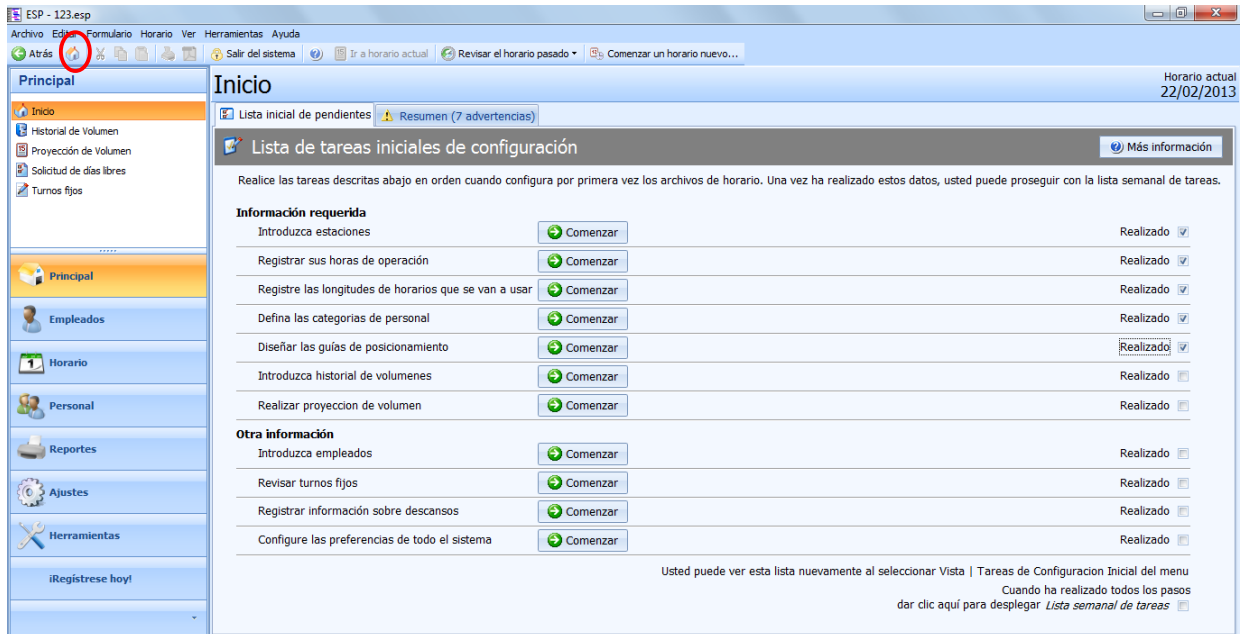 ESP - 123.esp
Archivo Editar Formulario Horario Ver Herramientas Ayuda
Atrás Salir del sistema Ir a horario actual Revisar el horario pasado Comenzar un horario nuevo...
Principal
Inicio
Historial de Volumen
Proyección de Volumen
Solicitud de días libres
Turnos fijos
Principal
Empleados
Horario
Personal
Reportes
Ajustes
Herramientas
¡Regístrese hoy!
Inicio
Horario actual
22/02/2013
Lista inicial de pendientes Resumen (7 advertencias)
Lista de tareas iniciales de configuración Más información
Realice las tareas descritas abajo en orden cuando configura por primera vez los archivos de horario. Una vez ha realizado estos datos, usted puede proseguir con la lista semanal de tareas.
Información requerida
Introduzca estaciones Comenzar Realizado
Registrar sus horas de operación Comenzar Realizado
Registre las longitudes de horarios que se van a usar Comenzar Realizado
Defina las categorias de personal Comenzar Realizado
Diseñar las guías de posicionamiento Comenzar Realizado
Introduzca historial de volumenes Comenzar Realizado
Realizar proyeccion de volumen Comenzar Realizado
Otra información
Introduzca empleados Comenzar Realizado
Revisar turnos fijos Comenzar Realizado
Registrar información sobre descansos Comenzar Realizado
Configure las preferencias de todo el sistema Comenzar Realizado
Usted puede ver esta lista nuevamente al seleccionar Vista | Tareas de Configuracion Inicial del menu
Cuando ha realizado todos los pasos
dar clic aquí para desplegar Lista semanal de tareas